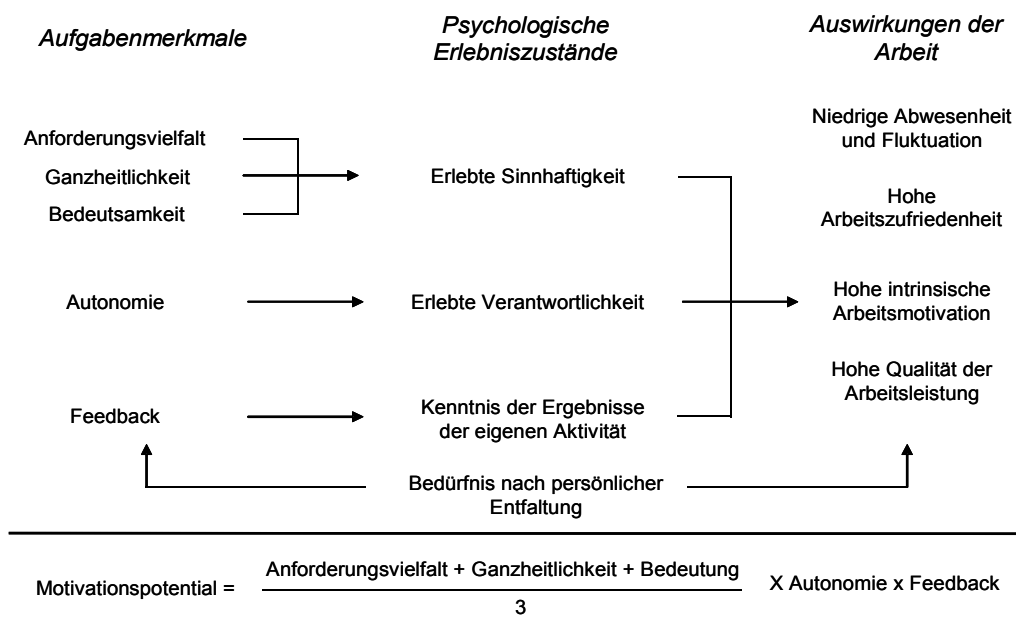 Aufgabenmerkmale
Psychologische
Erlebniszustände
Auswirkungen der
Arbeit
Anforderungsvielfalt
Ganzheitlichkeit
Bedeutsamkeit
Erlebte Sinnhaftigkeit
Niedrige Abwesenheit
und Fluktuation
Hohe
Arbeitszufriedenheit
Autonomie
Erlebte Verantwortlichkeit
Hohe intrinsische
Arbeitsmotivation
Feedback
Kenntnis der Ergebnisse
der eigenen Aktivität
Hohe Qualität der
Arbeitsleistung
Bedürfnis nach persönlicher
Entfaltung
Motivationspotential =
Anforderungsvielfalt + Ganzheitlichkeit + Bedeutung
3
X Autonomie x Feedback